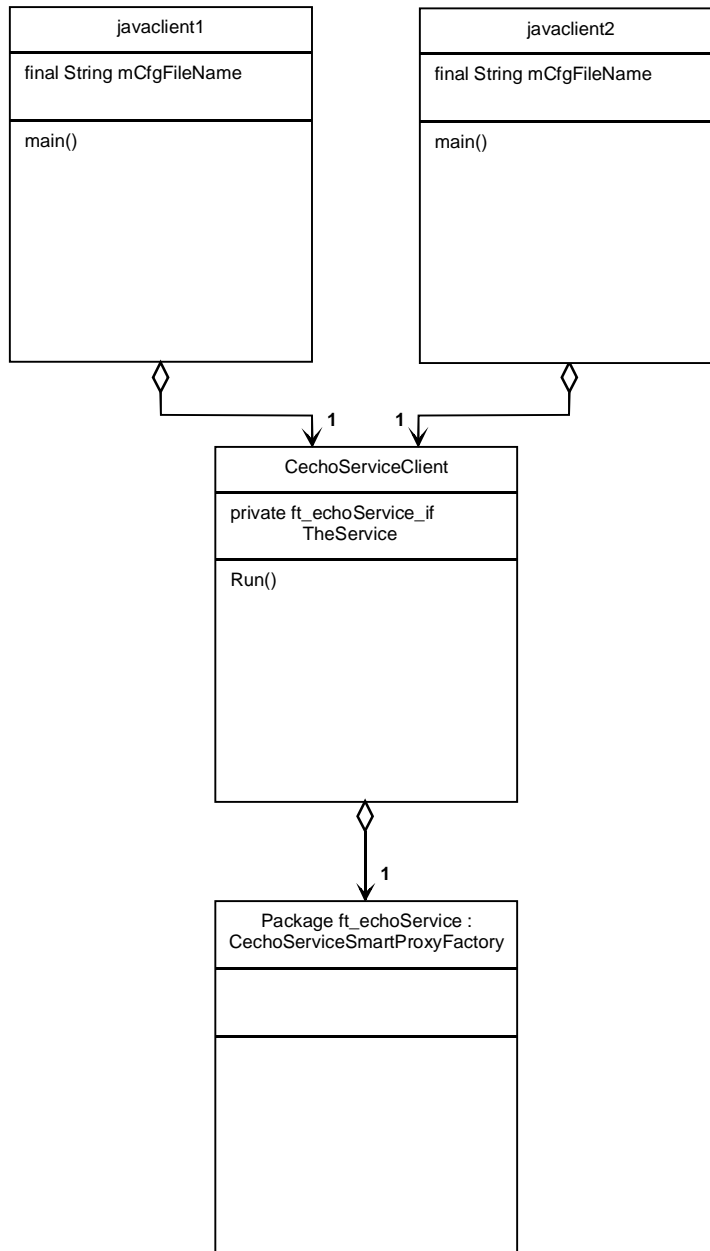 javaclient1
final String mCfgFileName
main()
javaclient2
final String mCfgFileName
main()
1
1
CechoServiceClient
private ft_echoService_if
TheService
Run()
1
Package ft_echoService :
CechoServiceSmartProxyFactory